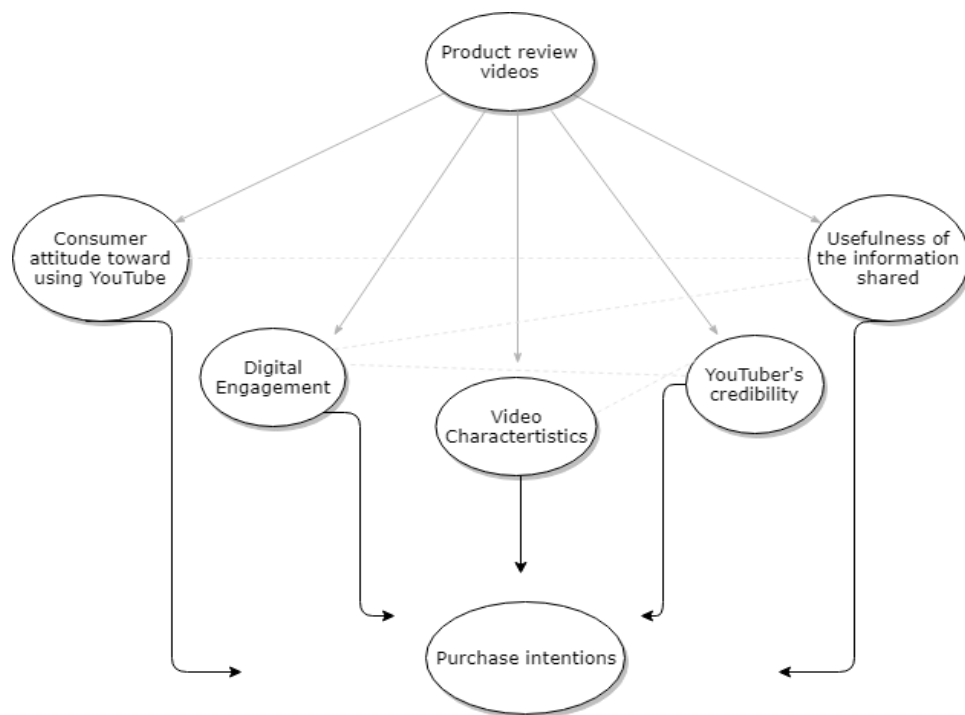 Product review
videos
Consumer
attitude toward
using YouTube
Usefulness of
the information
shared
Digital
Engagement
YouTuber's
credibility
Video
Charactertistics
Purchase intentions